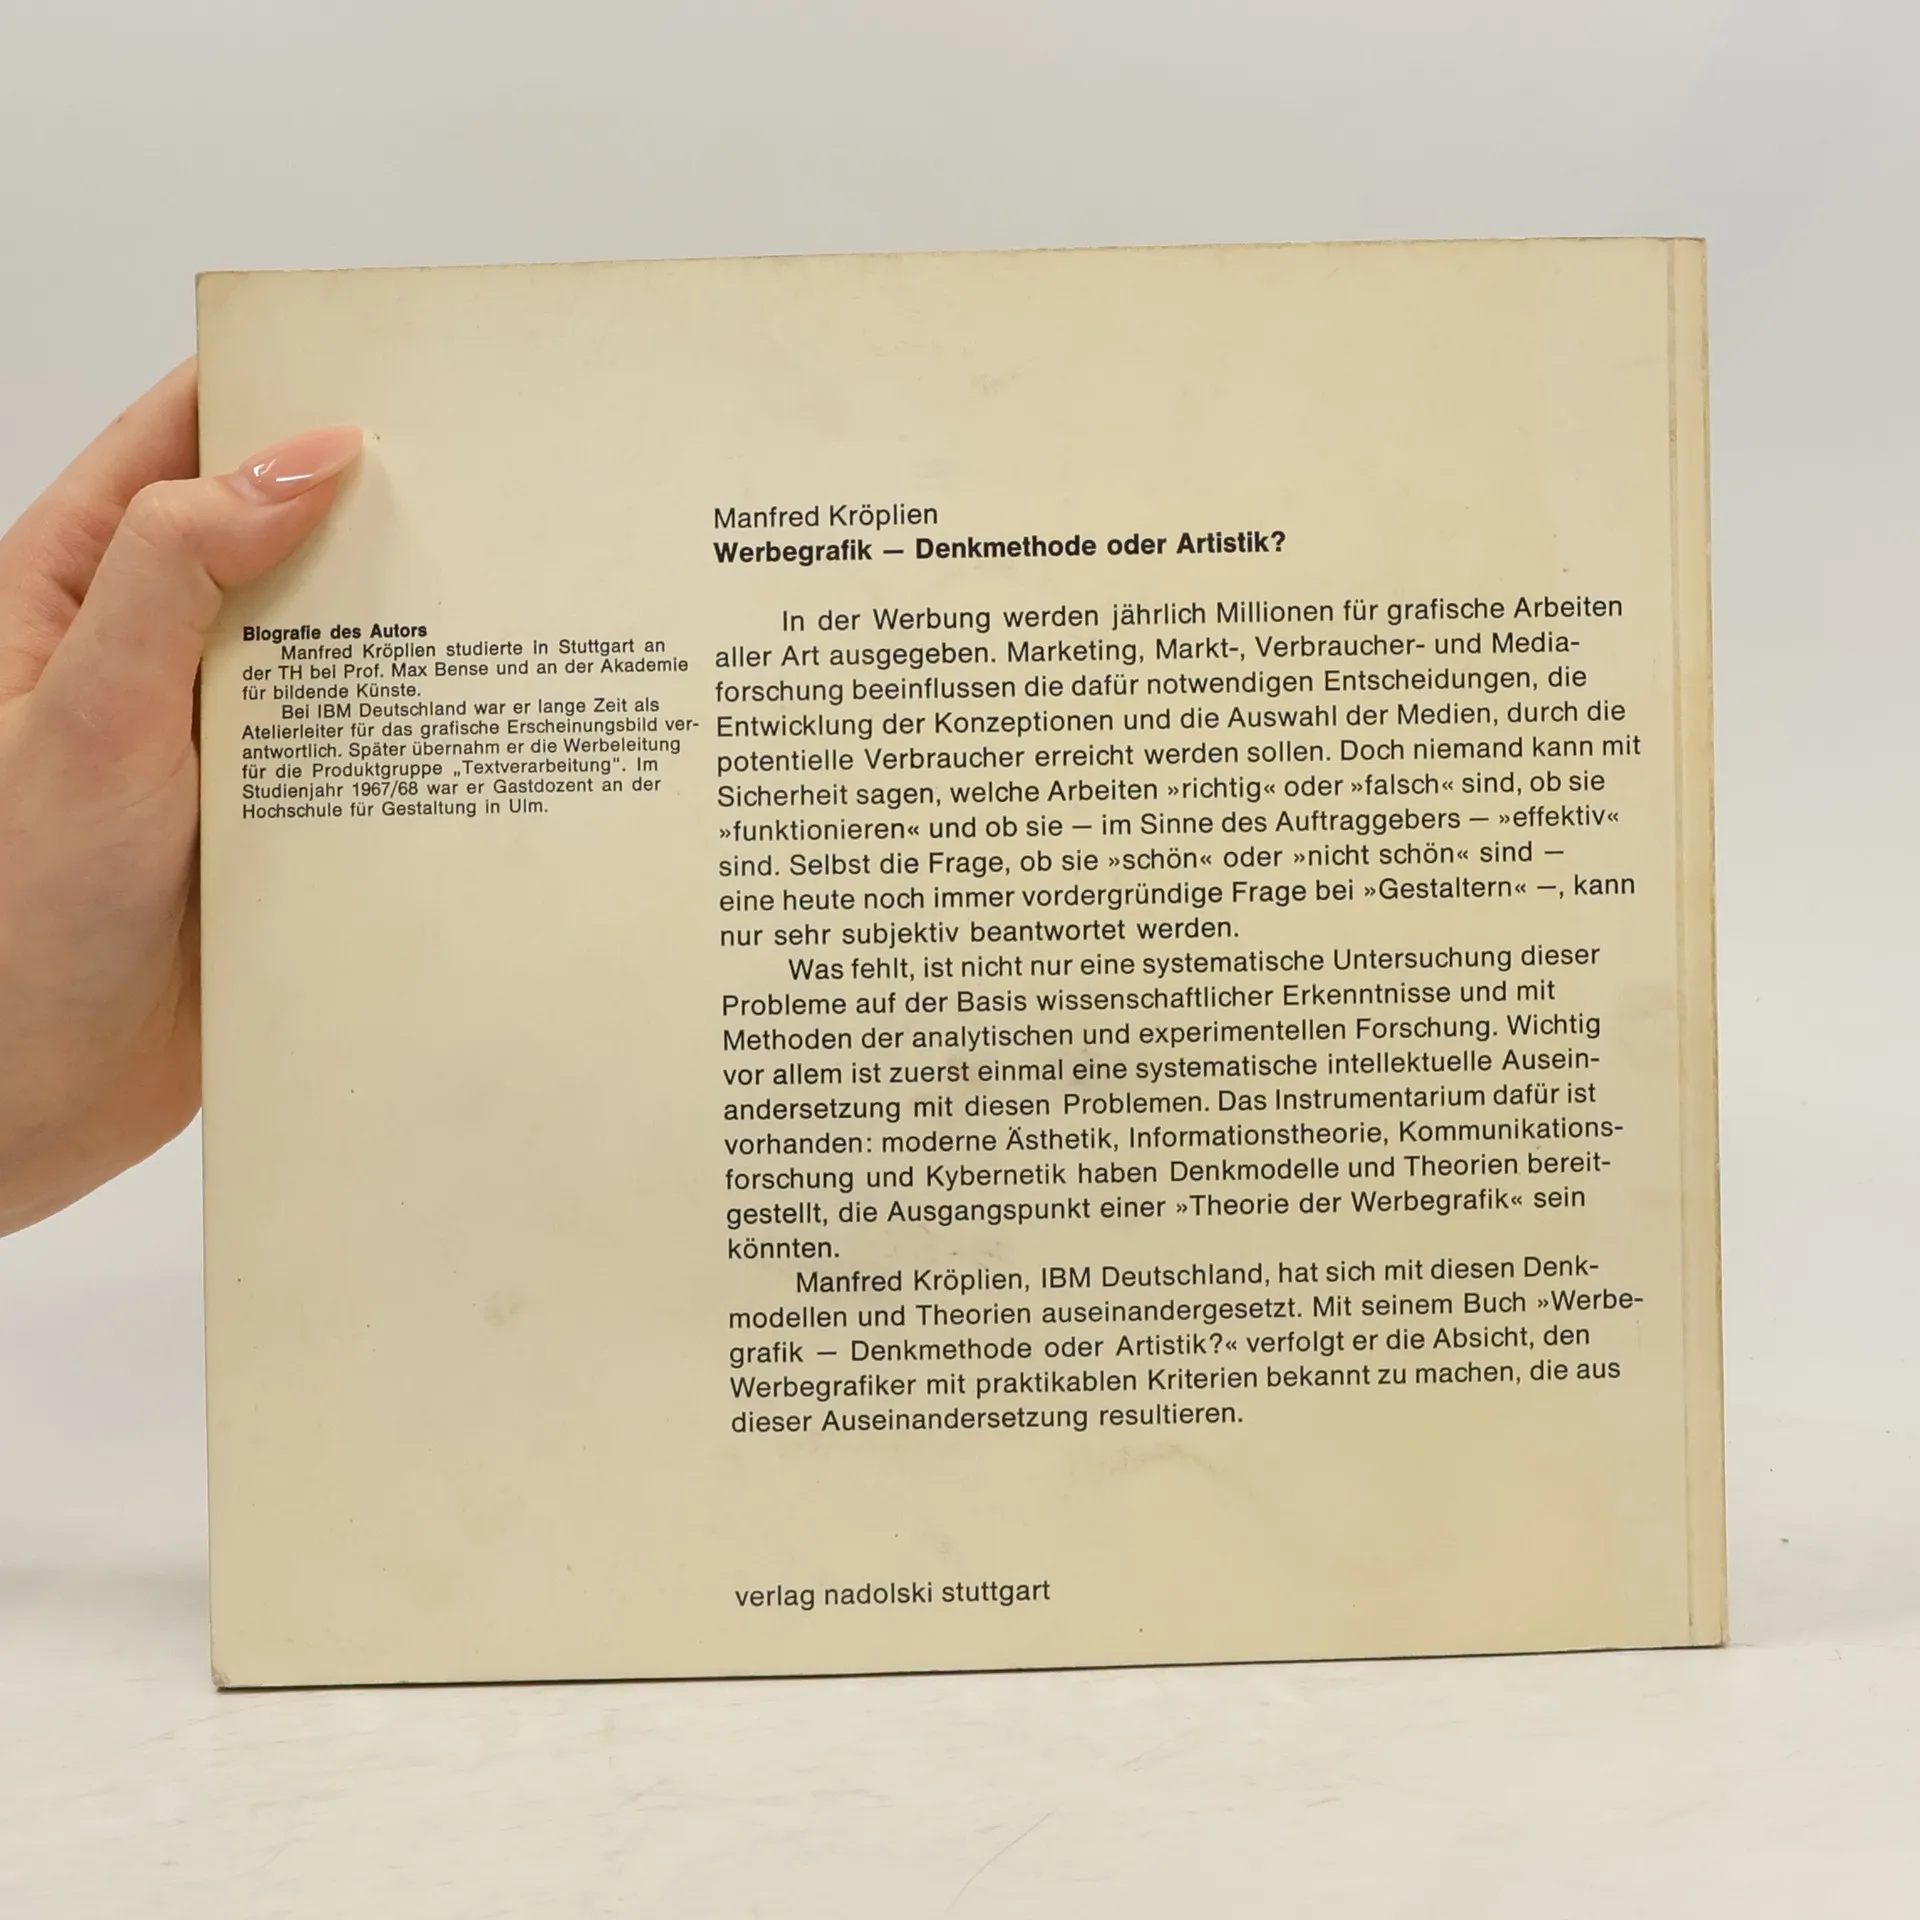 Biografie des Autors
Manfred Kröplien studierte in Stuttgart an
der TH bei Prof. Max Bense und an der Akademie
für bildende Künste.
Bei IBM Deutschland war er lange Zeit als
Atelierleiter für das grafische Erscheinungsbild ver-
antwortlich. Später übernahm er die Werbeleitung
für die Produktgruppe „Textverarbeitung“. Im
Studienjahr 1967/68 war er Gastdozent an der
Hochschule für Gestaltung in Ulm.
Manfred Kröplien
Werbegrafik — Denkmethode oder Artistik?
In der Werbung werden jährlich Millionen für grafische Arbeiten
aller Art ausgegeben. Marketing, Markt-, Verbraucher- und Media-
forschung beeinflussen die dafür notwendigen Entscheidungen, die
Entwicklung der Konzeptionen und die Auswahl der Medien, durch die
potentielle Verbraucher erreicht werden sollen. Doch niemand kann mit
Sicherheit sagen, welche Arbeiten »richtig« oder »falsch« sind, ob sie
»funktionieren« und ob sie — im Sinne des Auftraggebers — »effektiv«
sind. Selbst die Frage, ob sie »schön« oder »nicht schön« sind —
eine heute noch immer vordergründige Frage bei »Gestaltern« —, kann
nur sehr subjektiv beantwortet werden.
Was fehlt, ist nicht nur eine systematische Untersuchung dieser
Probleme auf der Basis wissenschaftlicher Erkenntnisse und mit
Methoden der analytischen und experimentellen Forschung. Wichtig
vor allem ist zuerst einmal eine systematische intellektuelle Ausein-
andersetzung mit diesen Problemen. Das Instrumentarium dafür ist
vorhanden: moderne Ästhetik, Informationstheorie, Kommunikations-
forschung und Kybernetik haben Denkmodelle und Theorien bereit-
gestellt, die Ausgangspunkt einer »Theorie der Werbegrafik« sein
könnten.
Manfred Kröplien, IBM Deutschland, hat sich mit diesen Denk-
modellen und Theorien auseinandergesetzt. Mit seinem Buch »Werbe-
grafik — Denkmethode oder Artistik?« verfolgt er die Absicht, den
Werbegrafiker mit praktikablen Kriterien bekannt zu machen, die aus
dieser Auseinandersetzung resultieren.
verlag nadolski stuttgart